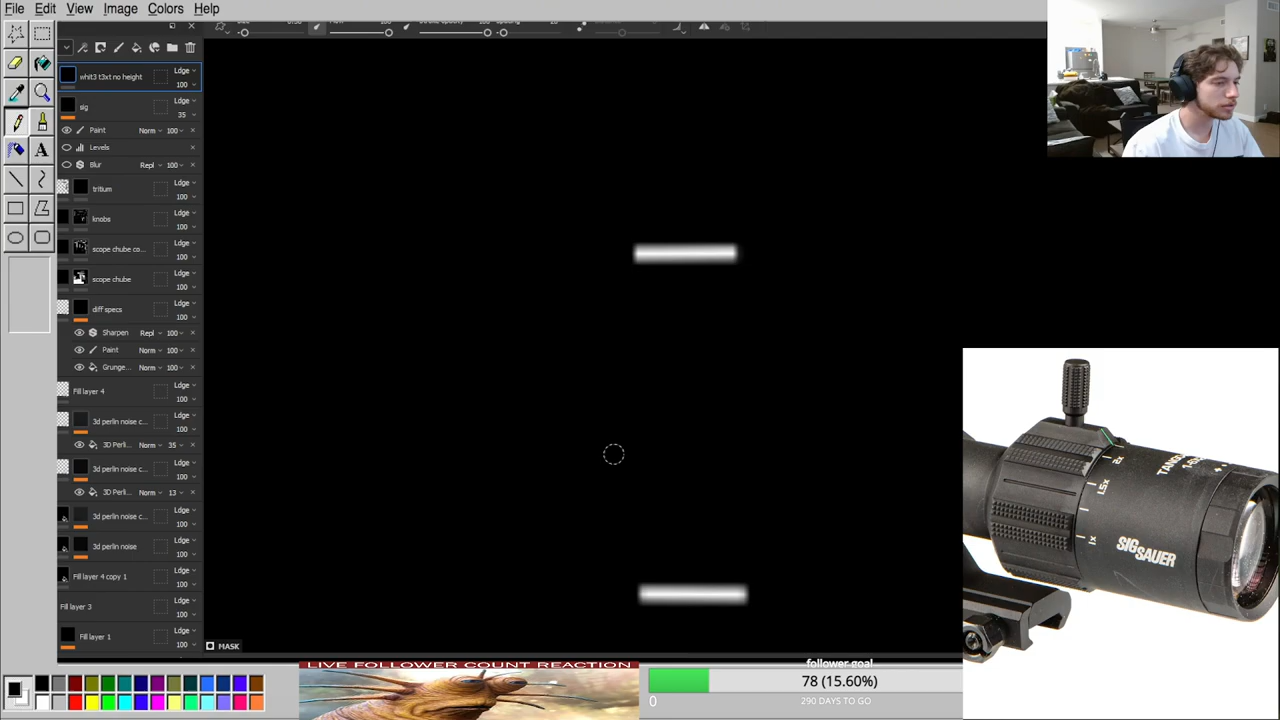 File Edit View Image Colors Help
whit3 t3xt no height Ldge 100
sig Ldge 35
Paint Norm 100
Levels
Blur Repl 100
tritium Ldge 100
knobs Ldge 100
scope chube co... Ldge 100
scope chube Ldge 100
diff specs Ldge 100
Sharpen Repl 100
Paint Norm 100
Grunge... Norm 100
Fill layer 4 Ldge 100
3d perlin noise c... Ldge 100
3D Perli... Norm 35
3d perlin noise c... Ldge 100
3D Perli... Norm 13
3d perlin noise c... Ldge 100
3d perlin noise Ldge 100
Fill layer 4 copy 1 Ldge 100
Fill layer 3 Ldge 100
Fill layer 1 Ldge 100
MASK
2x
1.5x
1x
SIG SAUER
LIVE FOLLOWER COUNT REACTION
follower goal
78 (15.60%)
0
290 DAYS TO GO